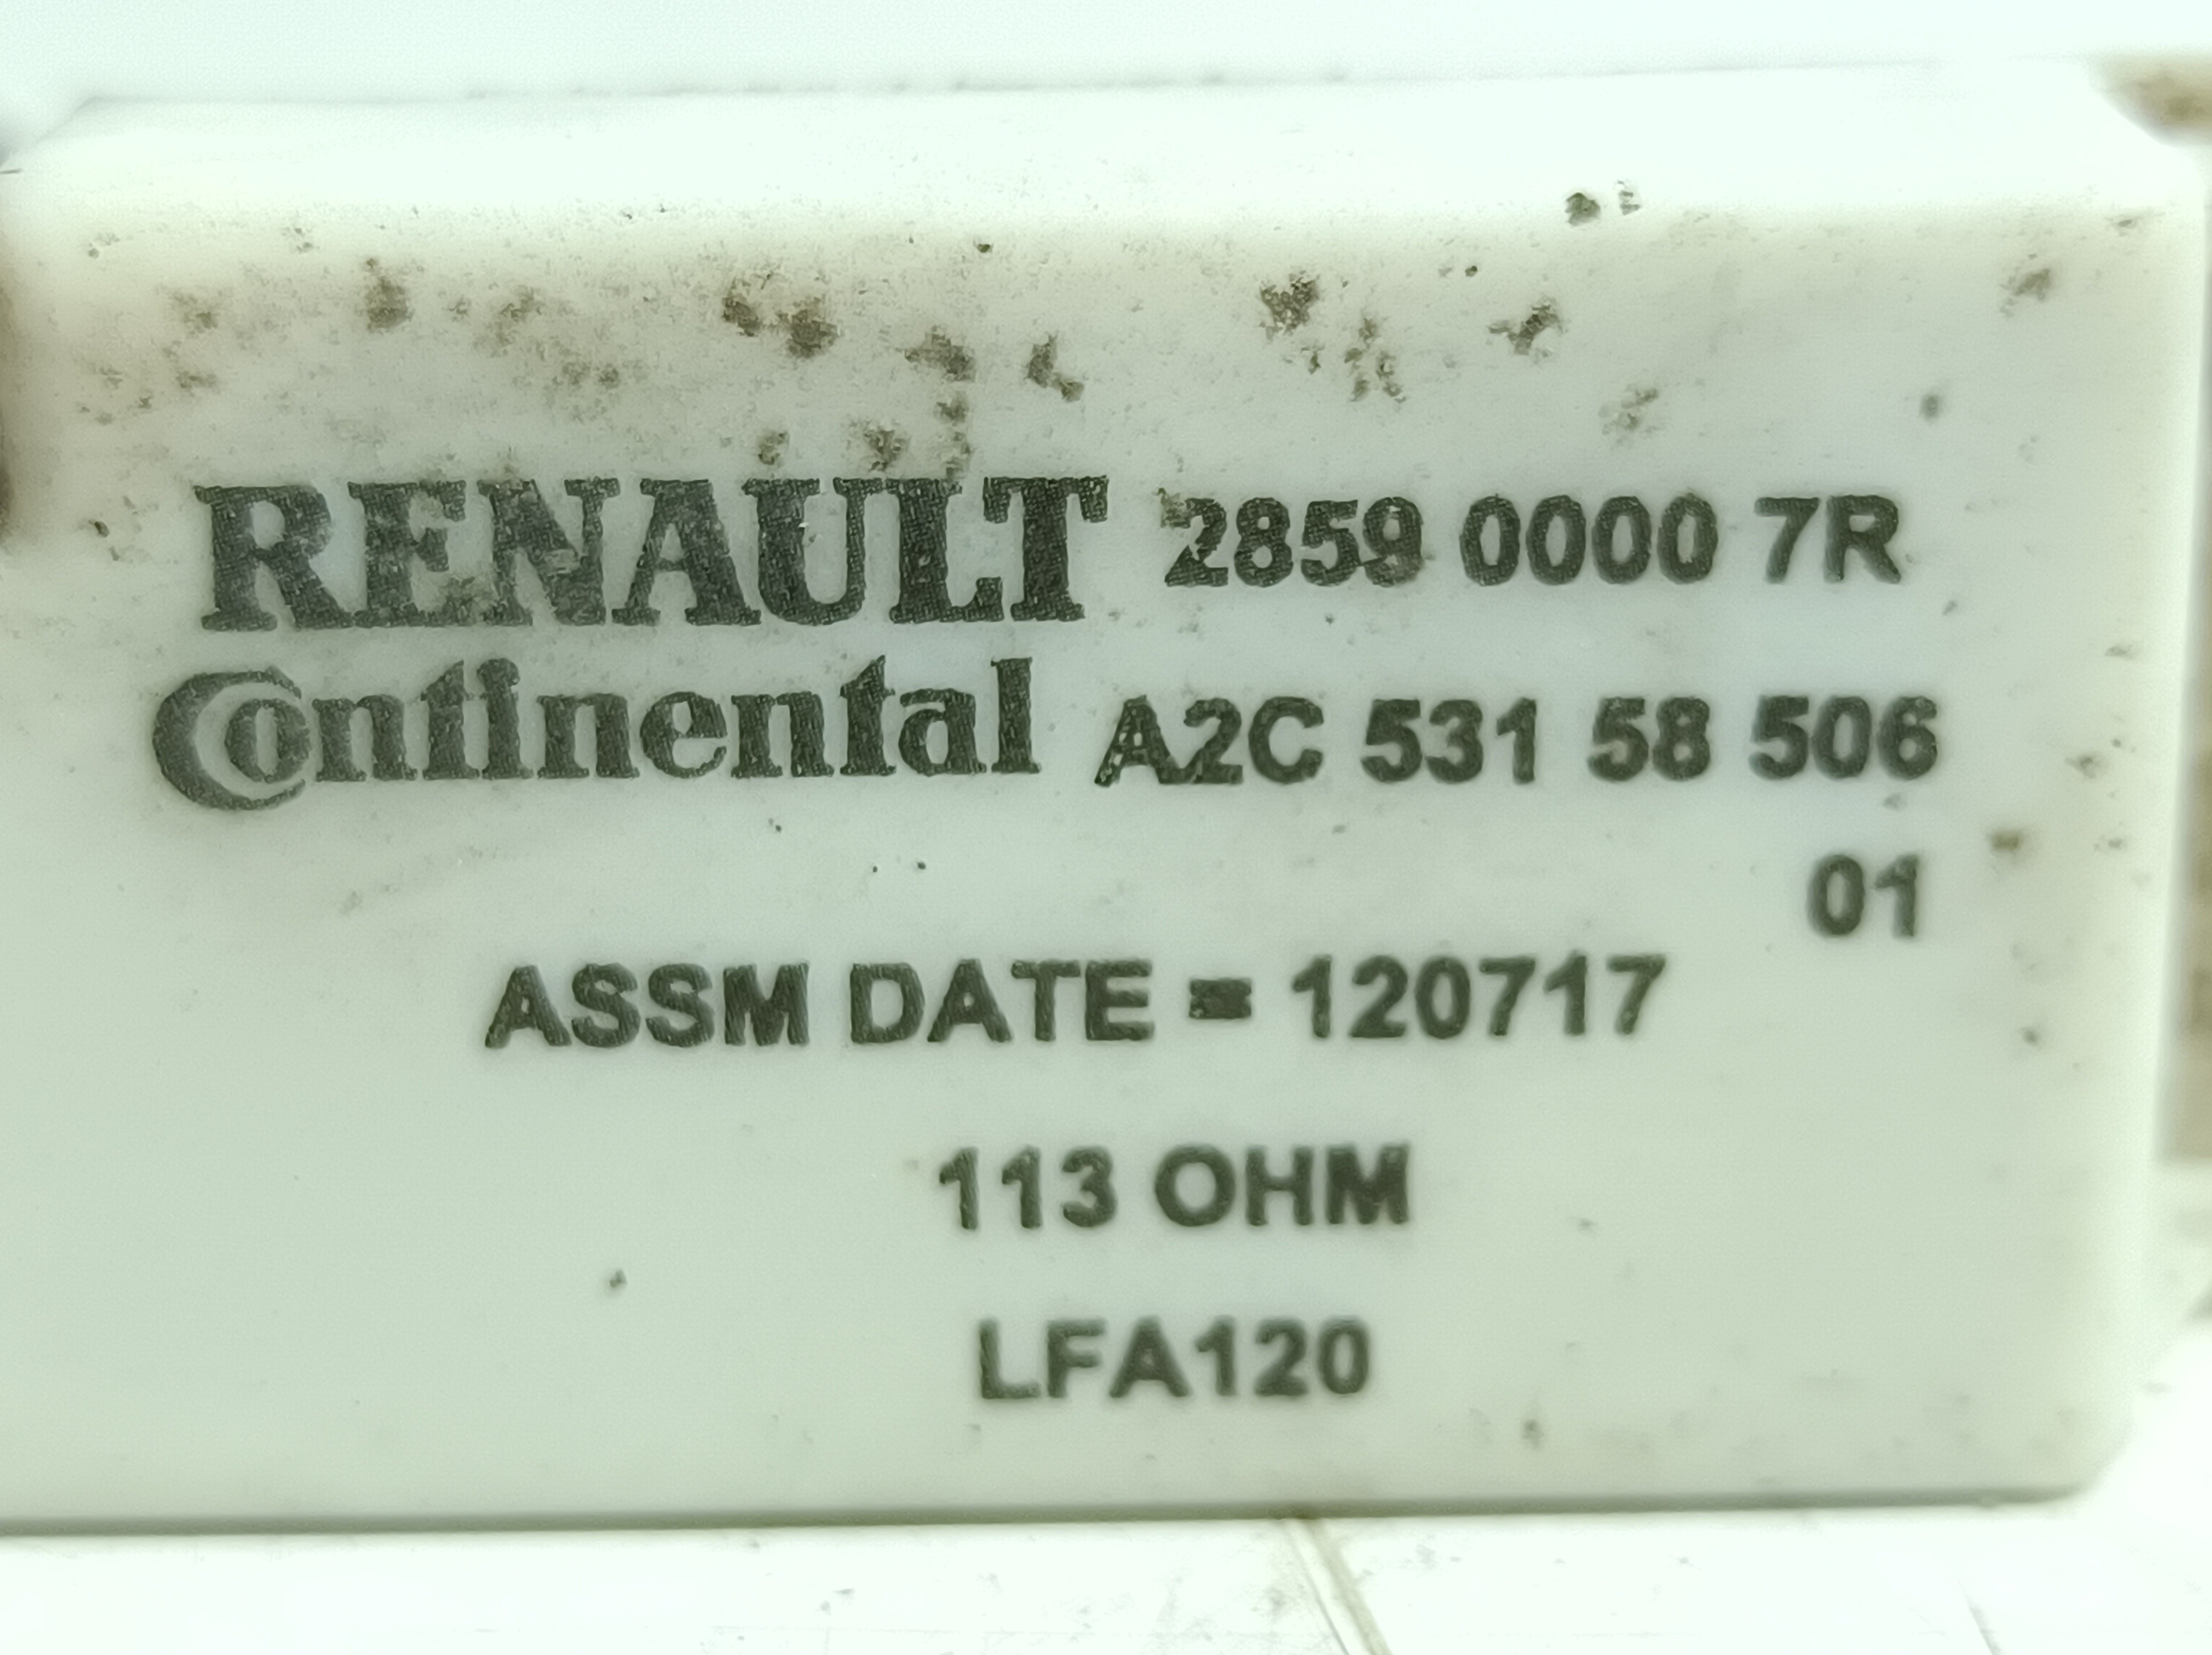 RENAULT 2859 0000 7R
Continental A2C 531 58 506
01
ASSM DATE = 120717
113 OHM
LFA120